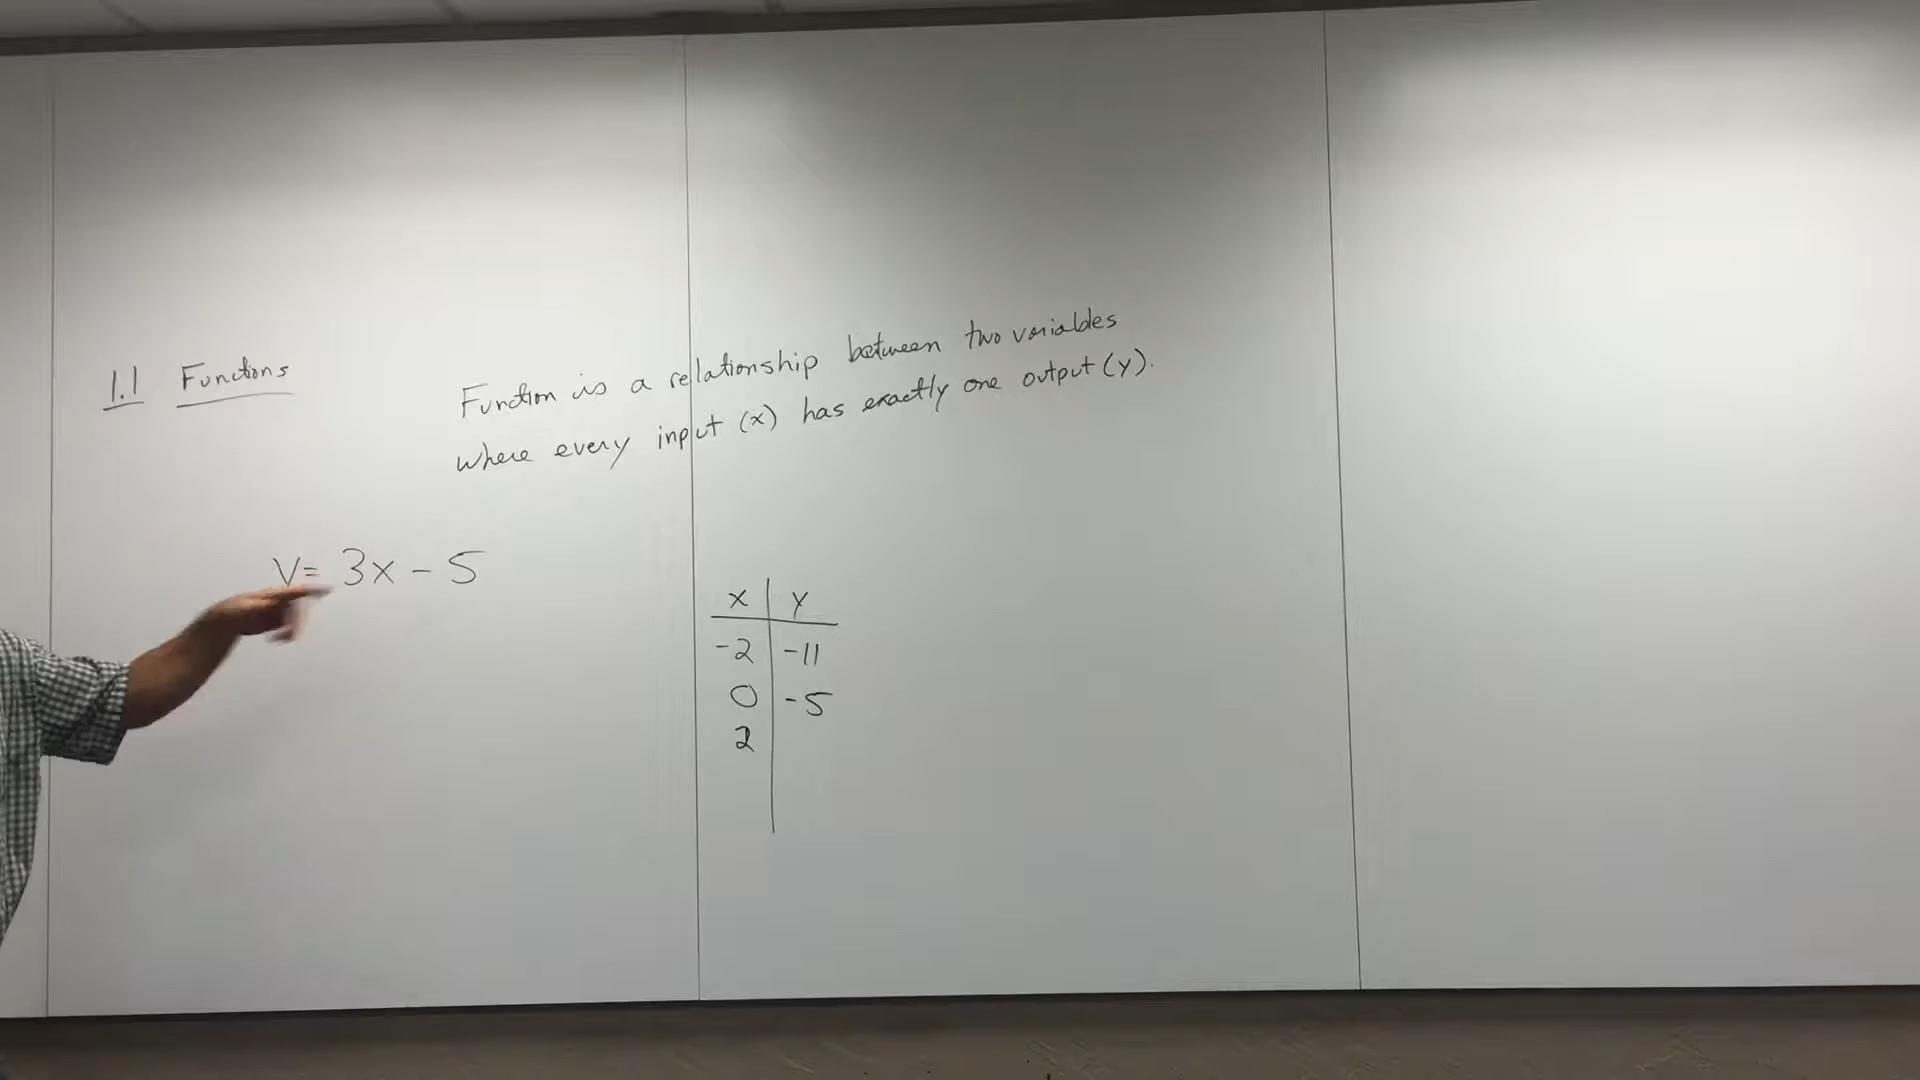 1.1 Functions
Function is a relationship between two variables
where every input (x) has exactly one output (y).
y= 3x - 5
x y
-2 -11
0 -5
2